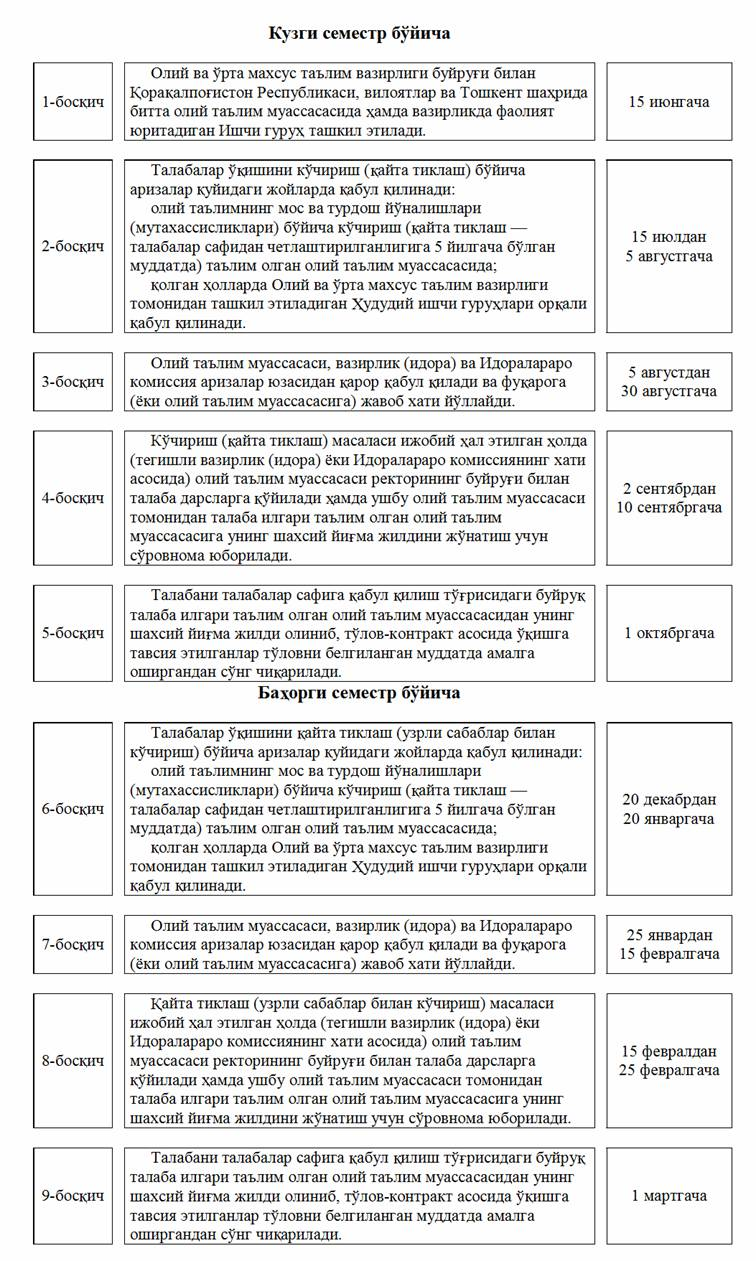 Кузги семестр бўйича
1-босқич
Олий ва ўрта махсус таълим вазирлиги буйруғи билан
Қорақалпоғистон Республикаси, вилоятлар ва Тошкент шаҳрида
битта олий таълим муассасасида ҳамда вазирликда фаолият
юритадиган Ишчи гуруҳ ташкил этилади.
15 июнгача
2-босқич
Талабалар ўқишини кўчириш (қайта тиклаш) бўйича
аризалар қуйидаги жойларда қабул қилинади:
олий таълимнинг мос ва турдош йўналишлари
(мутахассисликлари) бўйича кўчириш (қайта тиклаш —
талабалар сафидан четлаштирилганлигига 5 йилгача бўлган
муддатда) таълим олган олий таълим муассасасида;
қолган ҳолларда Олий ва ўрта махсус таълим вазирлиги
томонидан ташкил этиладиган Ҳудудий ишчи гуруҳлари орқали
қабул қилинади.
15 июлдан
5 августгача
3-босқич
Олий таълим муассасаси, вазирлик (идора) ва Идоралараро
комиссия аризалар юзасидан қарор қабул қилади ва фуқарога
(ёки олий таълим муассасасига) жавоб хати йўллайди.
5 августдан
30 августгача
4-босқич
Кўчириш (қайта тиклаш) масаласи ижобий ҳал этилган ҳолда
(тегишли вазирлик (идора) ёки Идоралараро комиссиянинг хати
асосида) олий таълим муассасаси ректорининг буйруғи билан
талаба дарсларга қўйилади ҳамда ушбу олий таълим муассасаси
томонидан талаба илгари таълим олган олий таълим
муассасасига унинг шахсий йиғма жилдини жўнатиш учун
сўровнома юборилади.
2 сентябрдан
10 сентябргача
5-босқич
Талабани талабалар сафига қабул қилиш тўғрисидаги буйруқ
талаба илгари таълим олган олий таълим муассасасидан унинг
шахсий йиғма жилди олиниб, тўлов-контракт асосида ўқишга
тавсия этилганлар тўловни белгиланган муддатда амалга
оширгандан сўнг чиқарилади.
1 октябргача
Баҳорги семестр бўйича
6-босқич
Талабалар ўқишини қайта тиклаш (узрли сабаблар билан
кўчириш) бўйича аризалар қуйидаги жойларда қабул қилинади:
олий таълимнинг мос ва турдош йўналишлари
(мутахассисликлари) бўйича кўчириш (қайта тиклаш —
талабалар сафидан четлаштирилганлигига 5 йилгача бўлган
муддатда) таълим олган олий таълим муассасасида;
қолган ҳолларда Олий ва ўрта махсус таълим вазирлиги
томонидан ташкил этиладиган Ҳудудий ишчи гуруҳлари орқали
қабул қилинади.
20 декабрдан
20 январгача
7-босқич
Олий таълим муассасаси, вазирлик (идора) ва Идоралараро
комиссия аризалар юзасидан қарор қабул қилади ва фуқарога
(ёки олий таълим муассасасига) жавоб хати йўллайди.
25 январдан
15 февралгача
8-босқич
Қайта тиклаш (узрли сабаблар билан кўчириш) масаласи
ижобий ҳал этилган ҳолда (тегишли вазирлик (идора) ёки
Идоралараро комиссиянинг хати асосида) олий таълим
муассасаси ректорининг буйруғи билан талаба дарсларга
қўйилади ҳамда ушбу олий таълим муассасаси томонидан
талаба илгари таълим олган олий таълим муассасасига унинг
шахсий йиғма жилдини жўнатиш учун сўровнома юборилади.
15 февралдан
25 февралгача
9-босқич
Талабани талабалар сафига қабул қилиш тўғрисидаги буйруқ
талаба илгари таълим олган олий таълим муассасасидан унинг
шахсий йиғма жилди олиниб, тўлов-контракт асосида ўқишга
тавсия этилганлар тўловни белгиланган муддатда амалга
оширгандан сўнг чиқарилади.
1 мартгача